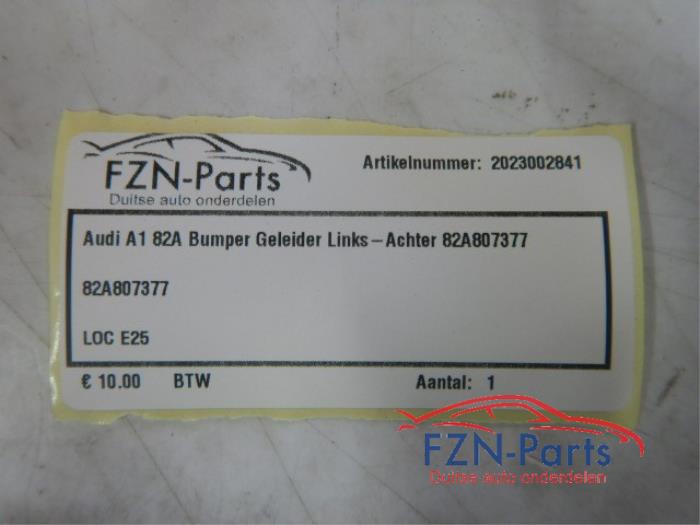 FZN-Parts
Duitse auto onderdelen
Artikelnummer: 2023002841
Audi A1 82A Bumper Geleider Links-Achter 82A807377
82A807377
LOC E25
€ 10.00 BTW Aantal: 1
FZN-Parts
Duitse auto onderdelen